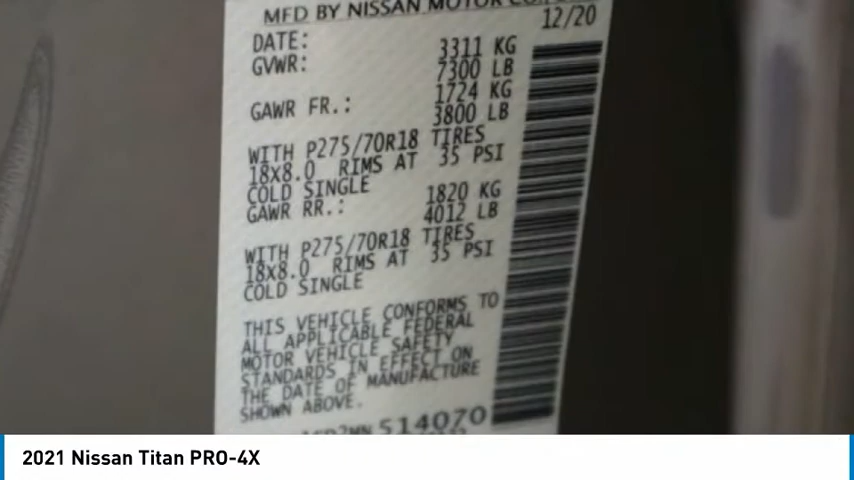 MFD BY NISSAN MOTOR CO.
12/20
DATE:
GVWR:
3311 KG
7300 LB
GAWR FR.:
1724 KG
3800 LB
WITH P275/70R18 TIRES
18X8.0 RIMS AT 35 PSI
COLD SINGLE
GAWR RR.:
1820 KG
4012 LB
WITH P275/70R18 TIRES
18X8.0 RIMS AT 35 PSI
COLD SINGLE
THIS VEHICLE CONFORMS TO
ALL APPLICABLE FEDERAL
MOTOR VEHICLE SAFETY
STANDARDS IN EFFECT ON
THE DATE OF MANUFACTURE
SHOWN ABOVE.
514070
2021 Nissan Titan PRO-4X